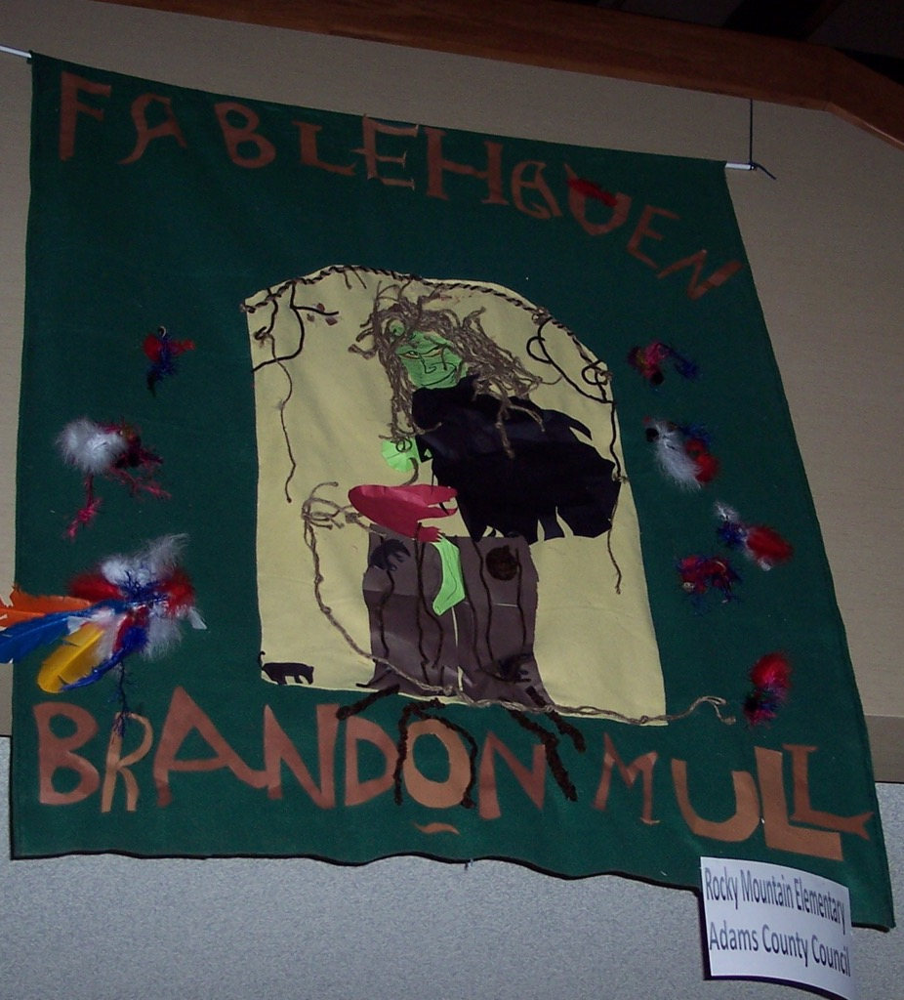 FABLEHAVEN
BRANDON MULL
Rocky Mountain Elementary
Adams County Council